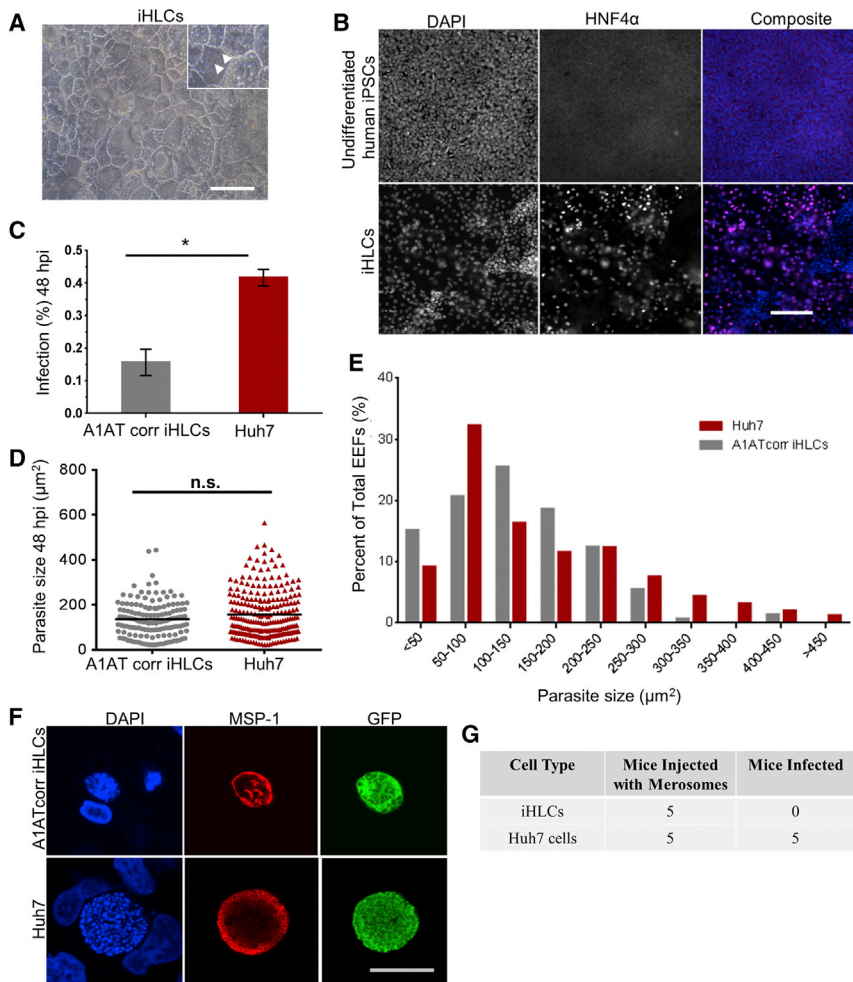 A
iHLCs
B
DAPI
HNF4α
Composite
Undifferentiated
human iPSCs
iHLCs
C
*
Infection (%) 48 hpi
0.5
0.4
0.3
0.2
0.1
0.0
A1AT corr iHLCs
Huh7
D
n.s.
Parasite size 48 hpi (μm²)
800
600
400
200
0
A1AT corr iHLCs
Huh7
E
Percent of Total EEFs (%)
40
30
20
10
0
Huh7
A1ATcorr iHLCs
<50
50-100
100-150
150-200
200-250
250-300
300-350
350-400
400-450
>450
Parasite size (μm²)
F
DAPI
MSP-1
GFP
A1ATcorr iHLCs
Huh7
G
Cell Type
Mice Injected
with Merosomes
Mice Infected
iHLCs
5
0
Huh7 cells
5
5